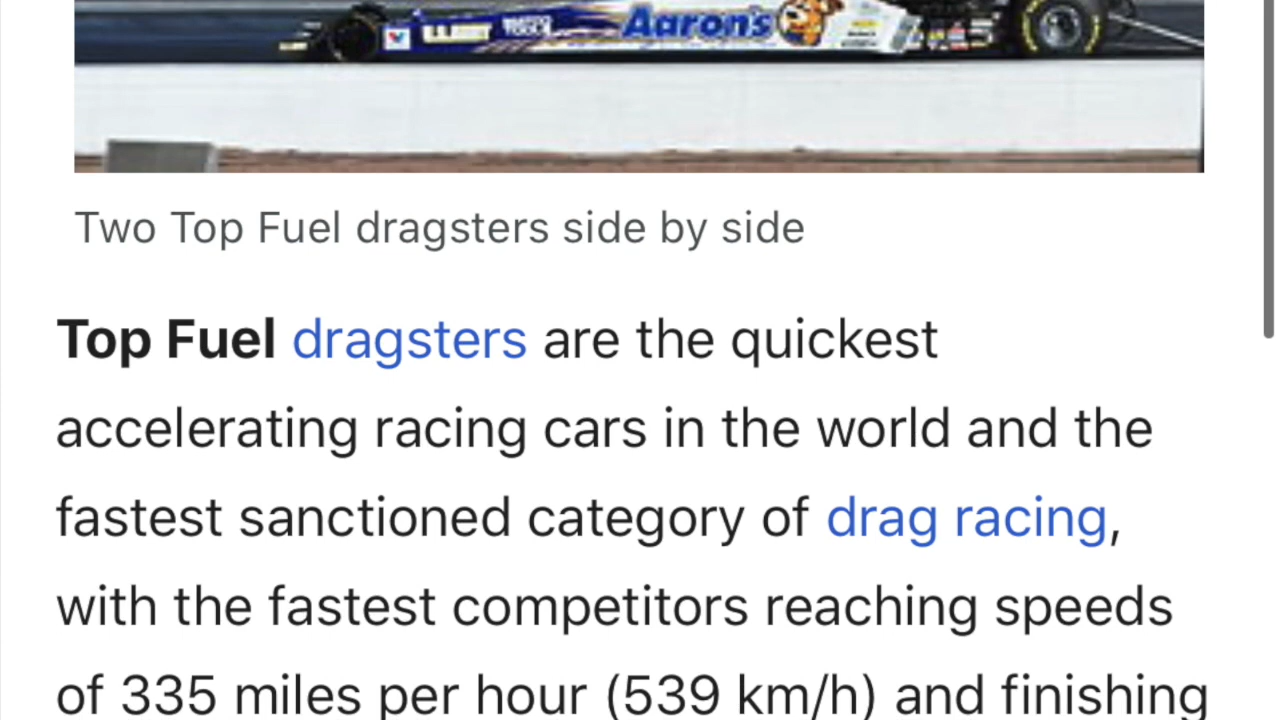 Aaron's
Two Top Fuel dragsters side by side
Top Fuel dragsters are the quickest
accelerating racing cars in the world and the
fastest sanctioned category of drag racing,
with the fastest competitors reaching speeds
of 335 miles per hour (539 km/h) and finishing